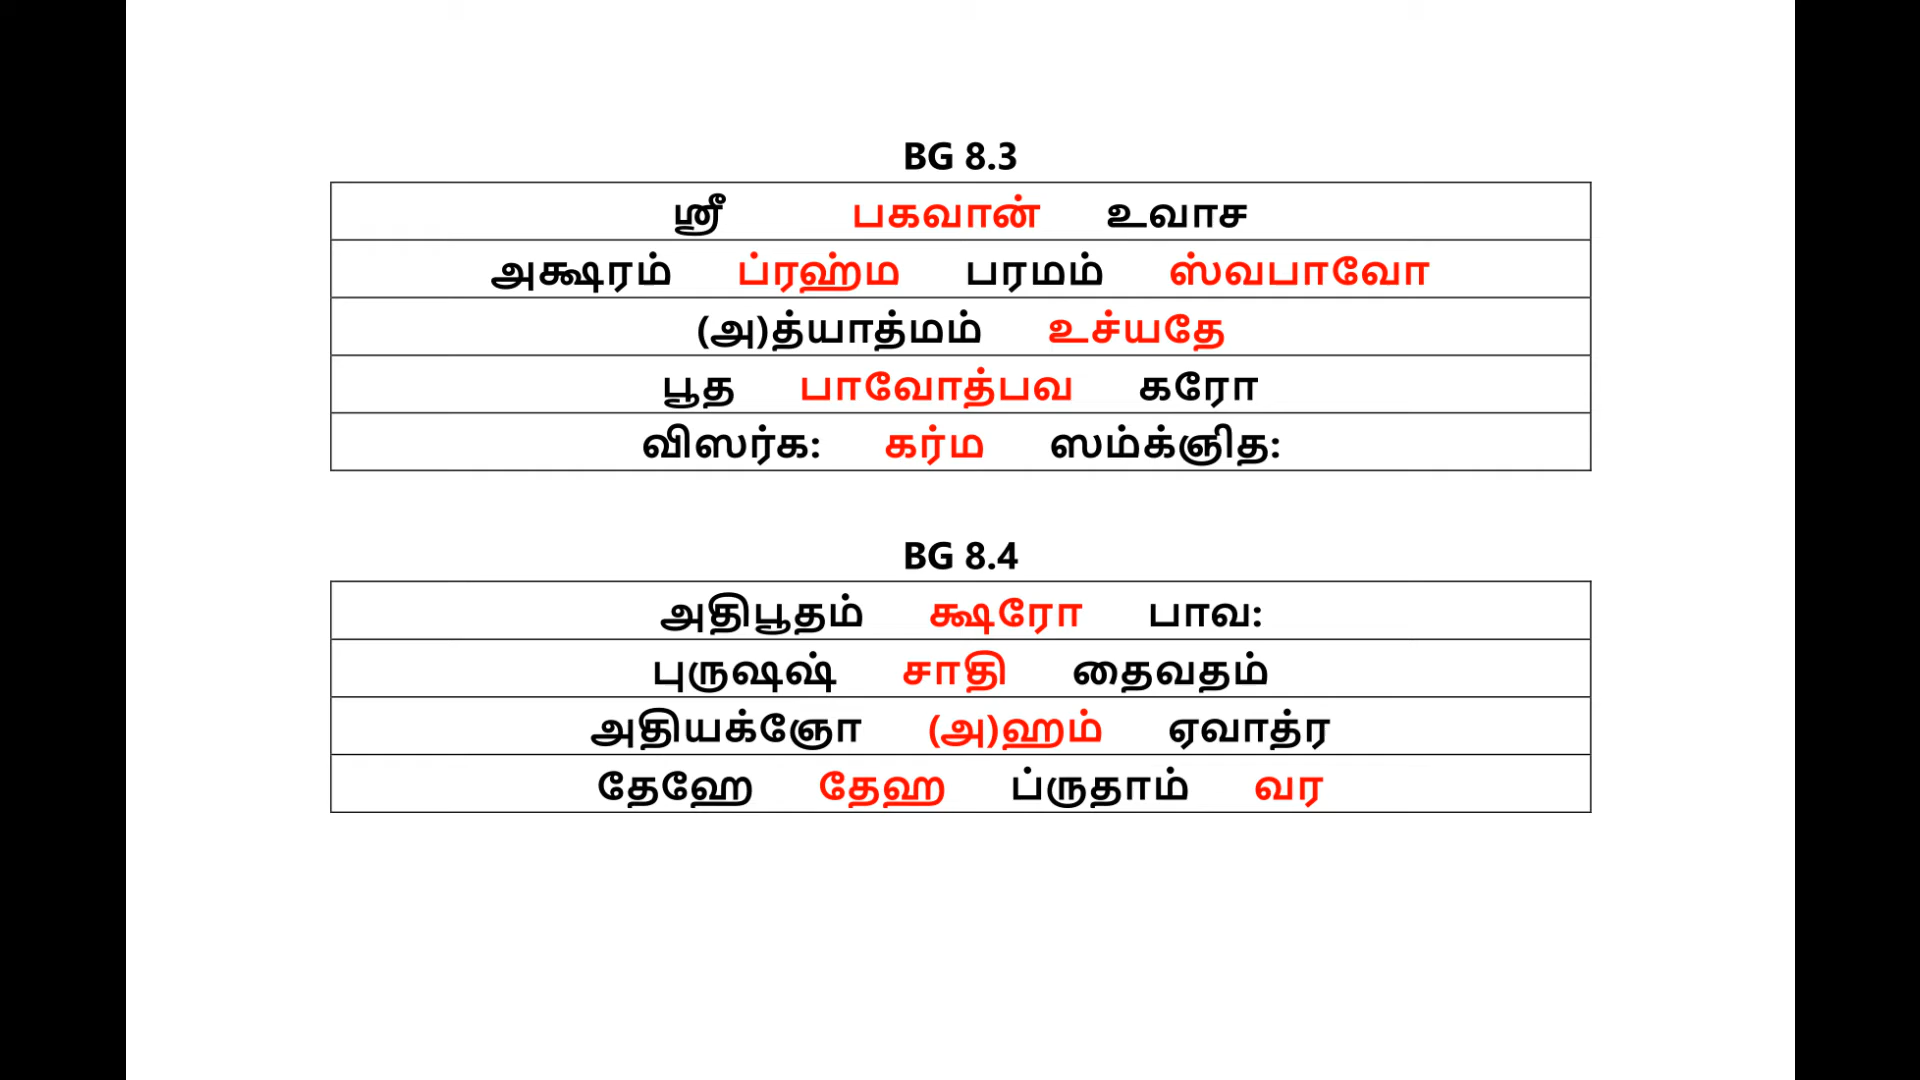 BG 8.3
ஸ்ரீ பகவான் உவாச
அக்ஷரம் ப்ரஹ்ம பரமம் ஸ்வபாவோ
(அ)த்யாத்மம் உச்யதே
பூத பாவோத்பவ கரோ
விஸர்க: கர்ம ஸம்க்ஞித:
BG 8.4
அதிபூதம் க்ஷரோ பாவ:
புருஷஷ் சாதி தைவதம்
அதியக்ஞோ (அ)ஹம் ஏவாத்ர
தேஹே தேஹ ப்ருதாம் வர